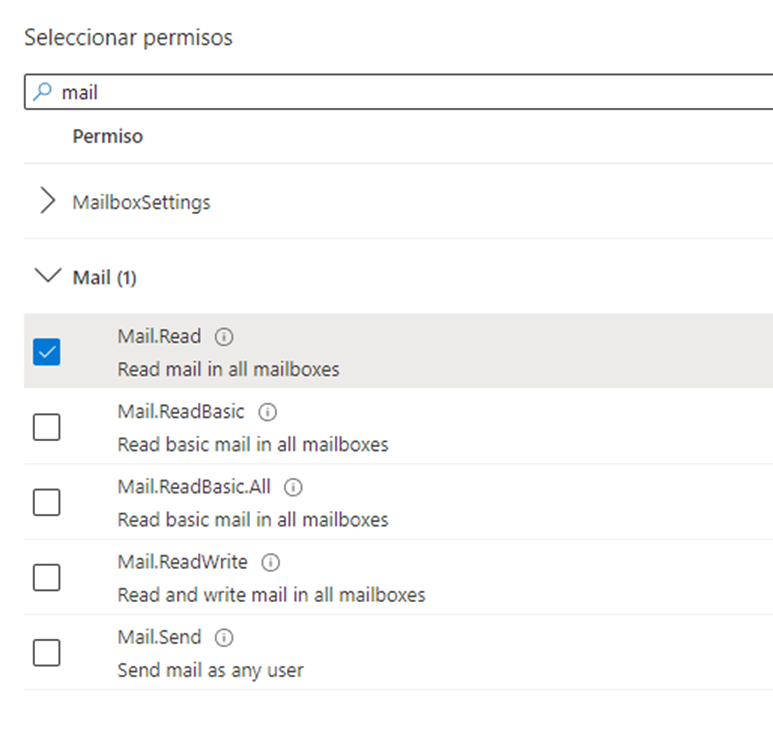 Seleccionar permisos
mail
Permiso
MailboxSettings
Mail (1)
Mail.Read
Read mail in all mailboxes
Mail.ReadBasic
Read basic mail in all mailboxes
Mail.ReadBasic.All
Read basic mail in all mailboxes
Mail.ReadWrite
Read and write mail in all mailboxes
Mail.Send
Send mail as any user